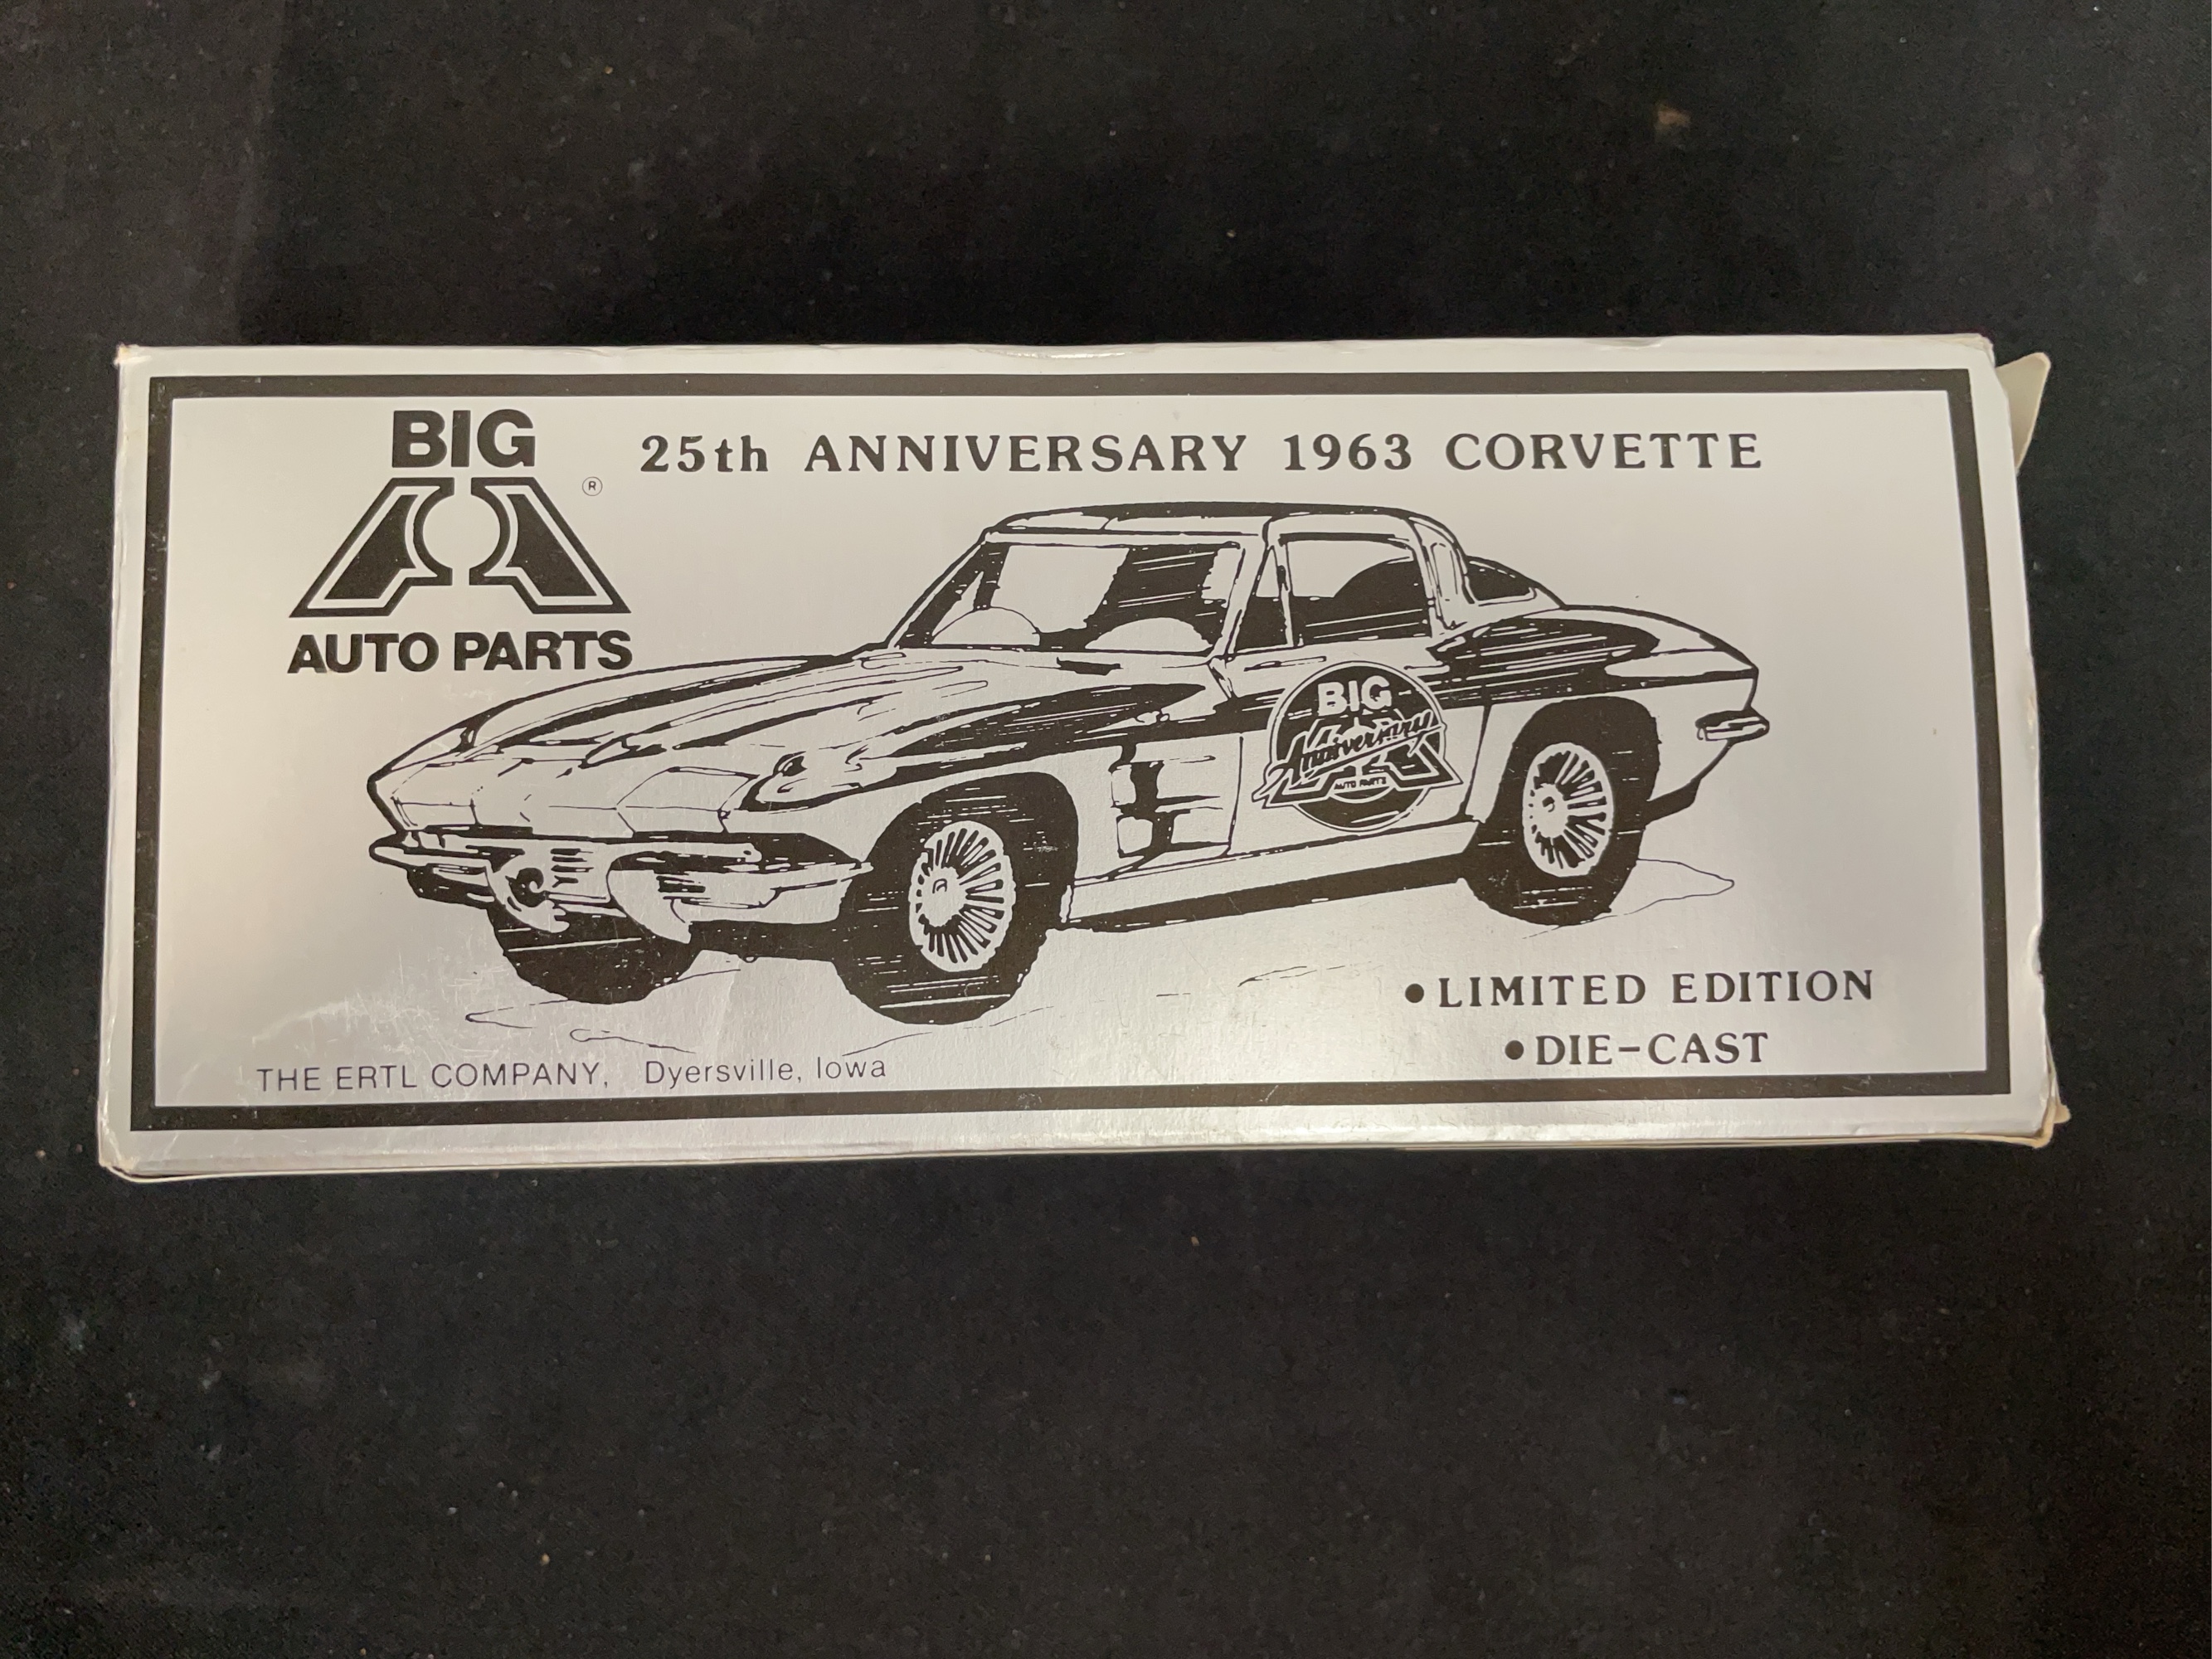 BIG
A
®
AUTO PARTS
25th ANNIVERSARY 1963 CORVETTE
BIG
A
Anniversary
AUTO PARTS
•LIMITED EDITION
•DIE-CAST
THE ERTL COMPANY, Dyersville, Iowa